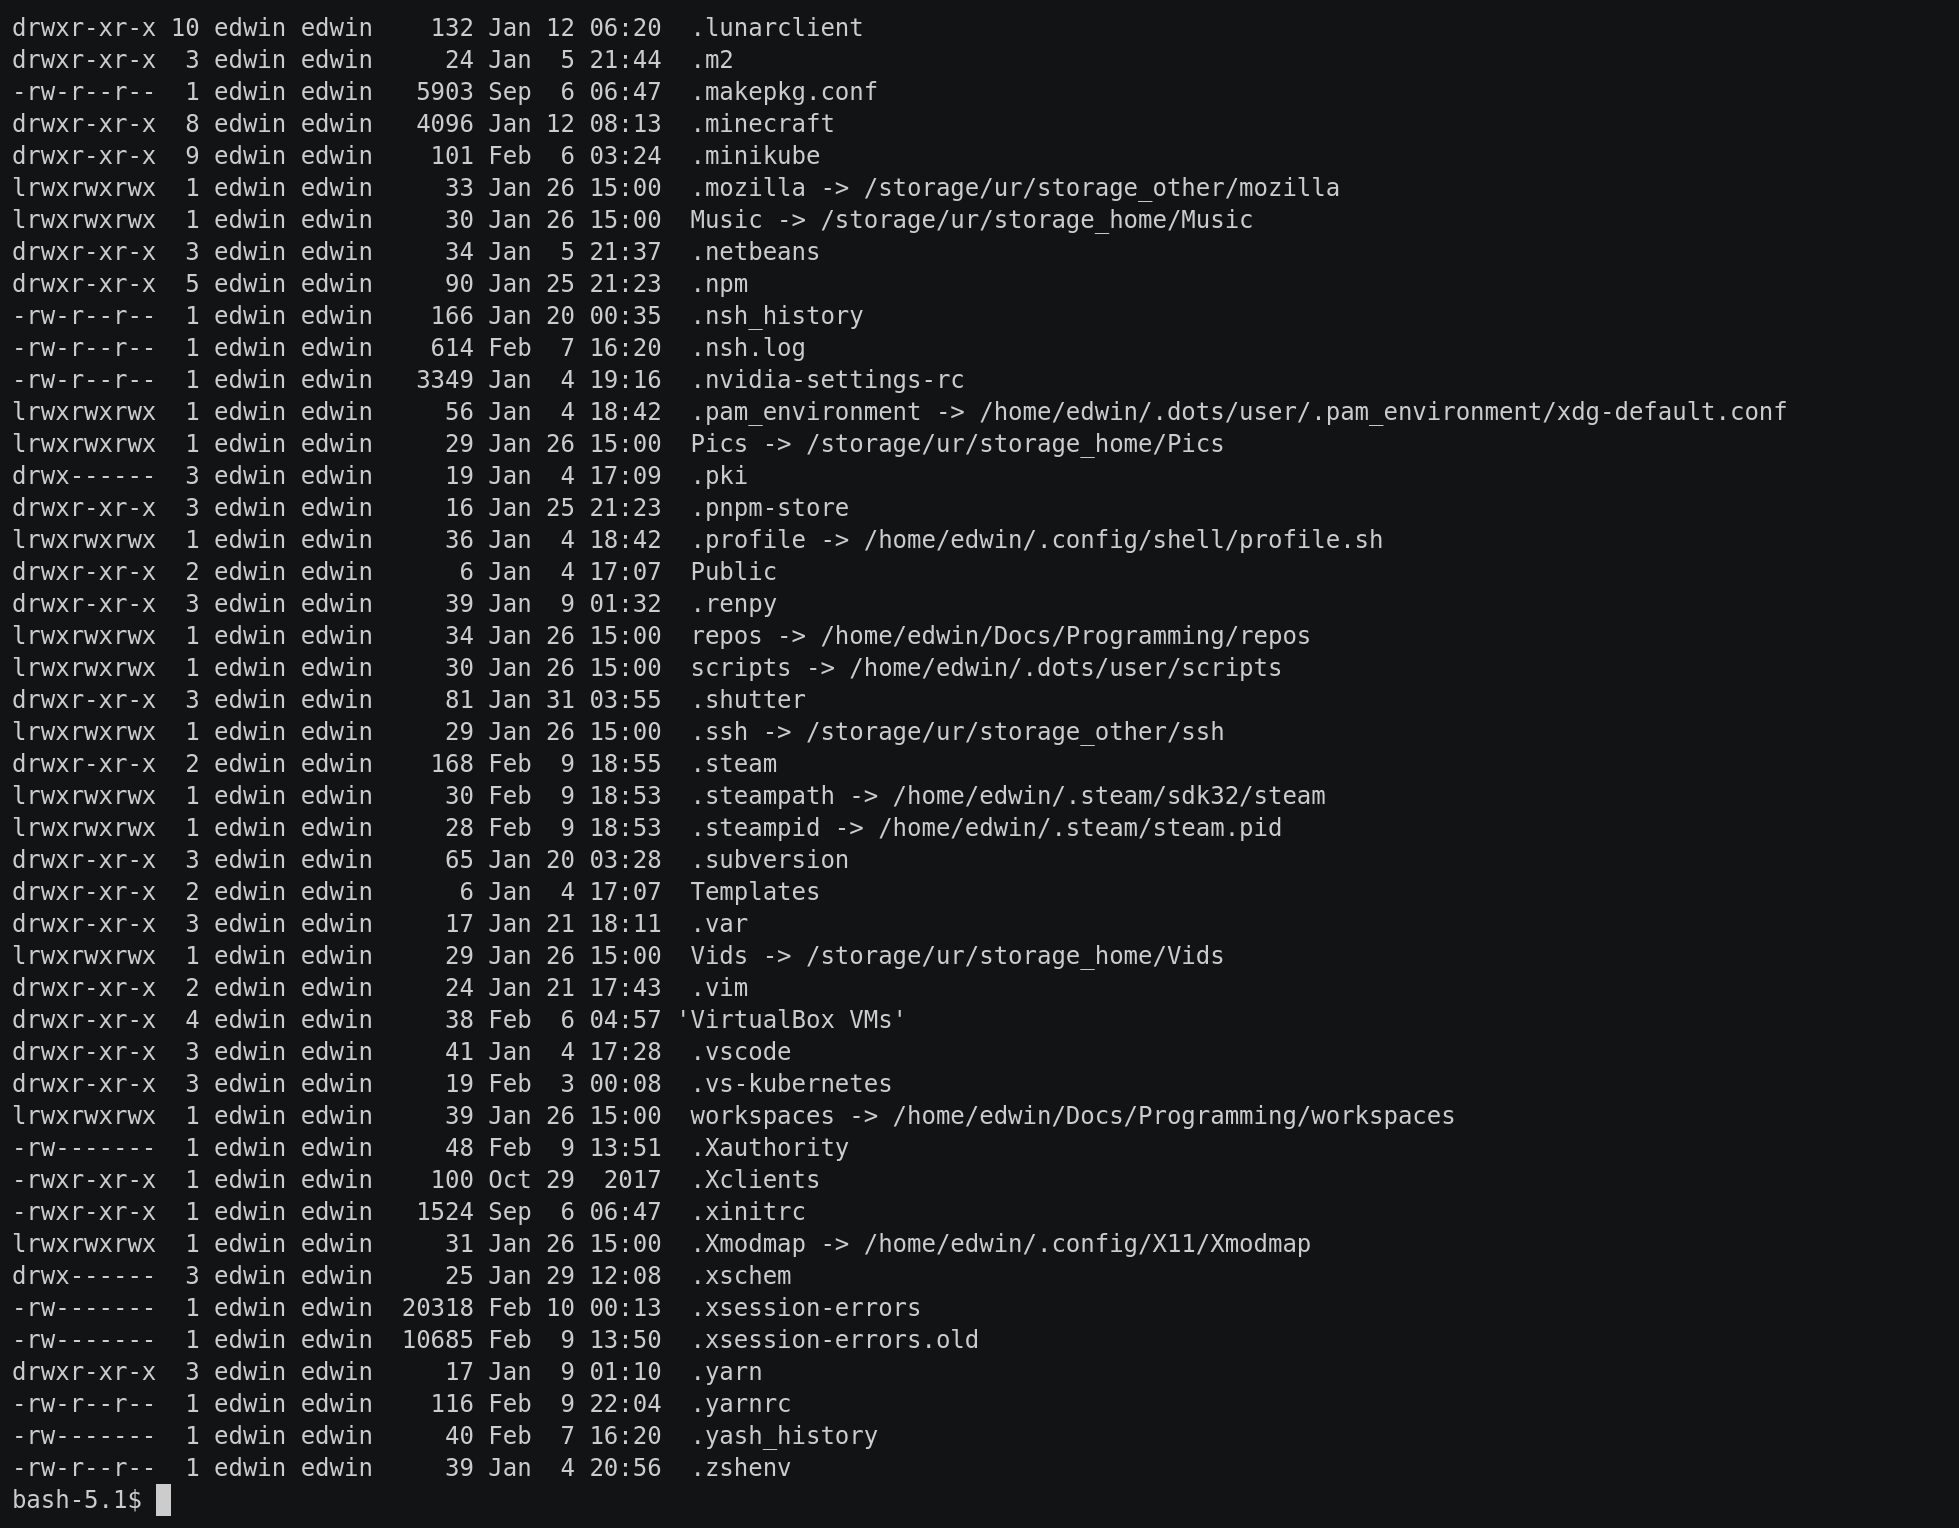 drwxr-xr-x 10 edwin edwin    132 Jan 12 06:20  .lunarclient
drwxr-xr-x  3 edwin edwin     24 Jan  5 21:44  .m2
-rw-r--r--  1 edwin edwin   5903 Sep  6 06:47  .makepkg.conf
drwxr-xr-x  8 edwin edwin   4096 Jan 12 08:13  .minecraft
drwxr-xr-x  9 edwin edwin    101 Feb  6 03:24  .minikube
lrwxrwxrwx  1 edwin edwin     33 Jan 26 15:00  .mozilla -> /storage/ur/storage_other/mozilla
lrwxrwxrwx  1 edwin edwin     30 Jan 26 15:00  Music -> /storage/ur/storage_home/Music
drwxr-xr-x  3 edwin edwin     34 Jan  5 21:37  .netbeans
drwxr-xr-x  5 edwin edwin     90 Jan 25 21:23  .npm
-rw-r--r--  1 edwin edwin    166 Jan 20 00:35  .nsh_history
-rw-r--r--  1 edwin edwin    614 Feb  7 16:20  .nsh.log
-rw-r--r--  1 edwin edwin   3349 Jan  4 19:16  .nvidia-settings-rc
lrwxrwxrwx  1 edwin edwin     56 Jan  4 18:42  .pam_environment -> /home/edwin/.dots/user/.pam_environment/xdg-default.conf
lrwxrwxrwx  1 edwin edwin     29 Jan 26 15:00  Pics -> /storage/ur/storage_home/Pics
drwx------  3 edwin edwin     19 Jan  4 17:09  .pki
drwxr-xr-x  3 edwin edwin     16 Jan 25 21:23  .pnpm-store
lrwxrwxrwx  1 edwin edwin     36 Jan  4 18:42  .profile -> /home/edwin/.config/shell/profile.sh
drwxr-xr-x  2 edwin edwin      6 Jan  4 17:07  Public
drwxr-xr-x  3 edwin edwin     39 Jan  9 01:32  .renpy
lrwxrwxrwx  1 edwin edwin     34 Jan 26 15:00  repos -> /home/edwin/Docs/Programming/repos
lrwxrwxrwx  1 edwin edwin     30 Jan 26 15:00  scripts -> /home/edwin/.dots/user/scripts
drwxr-xr-x  3 edwin edwin     81 Jan 31 03:55  .shutter
lrwxrwxrwx  1 edwin edwin     29 Jan 26 15:00  .ssh -> /storage/ur/storage_other/ssh
drwxr-xr-x  2 edwin edwin    168 Feb  9 18:55  .steam
lrwxrwxrwx  1 edwin edwin     30 Feb  9 18:53  .steampath -> /home/edwin/.steam/sdk32/steam
lrwxrwxrwx  1 edwin edwin     28 Feb  9 18:53  .steampid -> /home/edwin/.steam/steam.pid
drwxr-xr-x  3 edwin edwin     65 Jan 20 03:28  .subversion
drwxr-xr-x  2 edwin edwin      6 Jan  4 17:07  Templates
drwxr-xr-x  3 edwin edwin     17 Jan 21 18:11  .var
lrwxrwxrwx  1 edwin edwin     29 Jan 26 15:00  Vids -> /storage/ur/storage_home/Vids
drwxr-xr-x  2 edwin edwin     24 Jan 21 17:43  .vim
drwxr-xr-x  4 edwin edwin     38 Feb  6 04:57 'VirtualBox VMs'
drwxr-xr-x  3 edwin edwin     41 Jan  4 17:28  .vscode
drwxr-xr-x  3 edwin edwin     19 Feb  3 00:08  .vs-kubernetes
lrwxrwxrwx  1 edwin edwin     39 Jan 26 15:00  workspaces -> /home/edwin/Docs/Programming/workspaces
-rw-------  1 edwin edwin     48 Feb  9 13:51  .Xauthority
-rwxr-xr-x  1 edwin edwin    100 Oct 29  2017  .Xclients
-rwxr-xr-x  1 edwin edwin   1524 Sep  6 06:47  .xinitrc
lrwxrwxrwx  1 edwin edwin     31 Jan 26 15:00  .Xmodmap -> /home/edwin/.config/X11/Xmodmap
drwx------  3 edwin edwin     25 Jan 29 12:08  .xschem
-rw-------  1 edwin edwin  20318 Feb 10 00:13  .xsession-errors
-rw-------  1 edwin edwin  10685 Feb  9 13:50  .xsession-errors.old
drwxr-xr-x  3 edwin edwin     17 Jan  9 01:10  .yarn
-rw-r--r--  1 edwin edwin    116 Feb  9 22:04  .yarnrc
-rw-------  1 edwin edwin     40 Feb  7 16:20  .yash_history
-rw-r--r--  1 edwin edwin     39 Jan  4 20:56  .zshenv
bash-5.1$